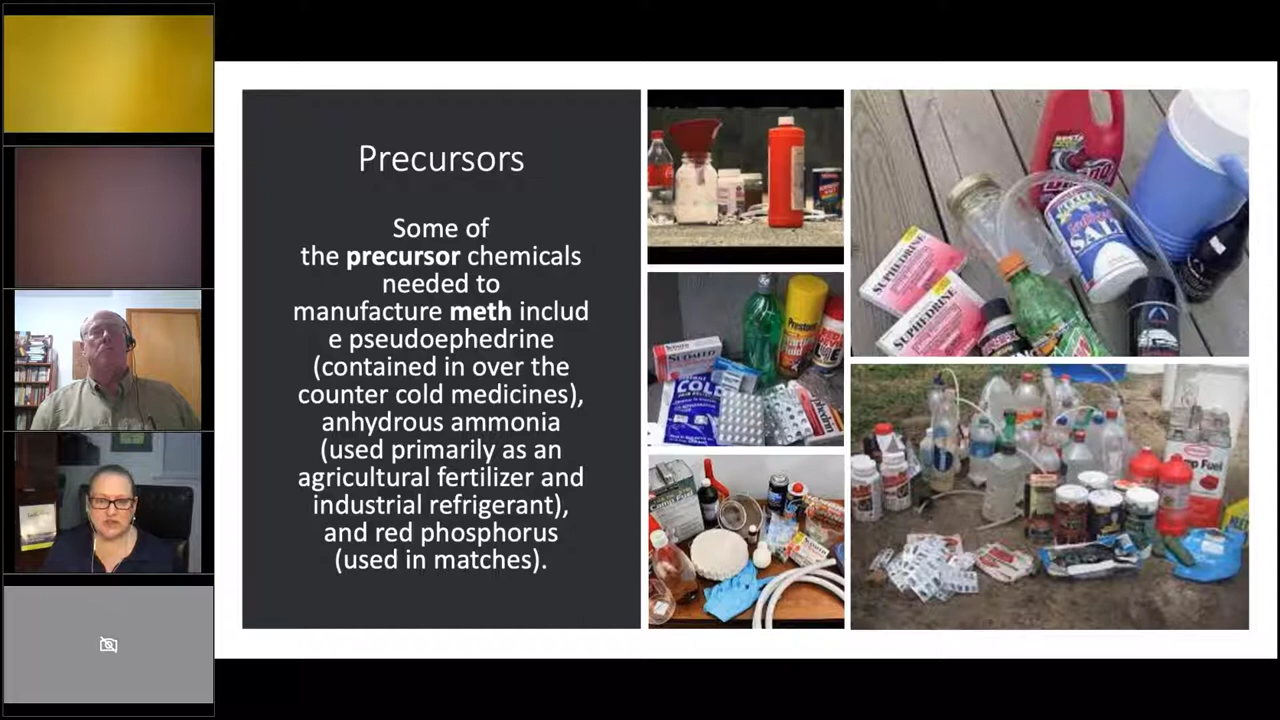 Precursors
Some of
the precursor chemicals
needed to
manufacture meth includ
e pseudoephedrine
(contained in over the
counter cold medicines),
anhydrous ammonia
(used primarily as an
agricultural fertilizer and
industrial refrigerant),
and red phosphorus
(used in matches).
SUPHEDRINE
SUPHEDRINE
SALT
COLD
Prestone